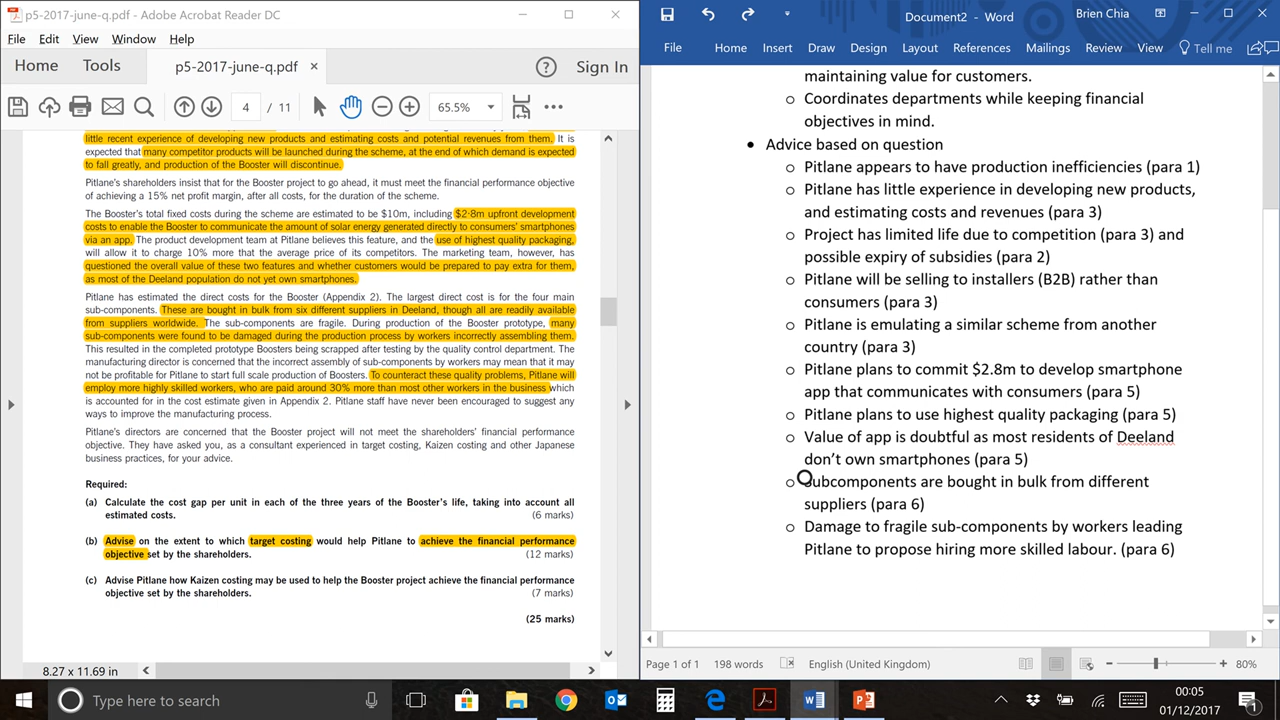 p5-2017-june-q.pdf - Adobe Acrobat Reader DC
File Edit View Window Help
Home Tools p5-2017-june-q.pdf × ? Sign In
4 / 11 65.5%
little recent experience of developing new products and estimating costs and potential revenues from them. It is
expected that many competitor products will be launched during the scheme, at the end of which demand is expected
to fall greatly, and production of the Booster will discontinue.
Pitlane's shareholders insist that for the Booster project to go ahead, it must meet the financial performance objective
of achieving a 15% net profit margin, after all costs, for the duration of the scheme.
The Booster's total fixed costs during the scheme are estimated to be $10m, including $2·8m upfront development
costs to enable the Booster to communicate the amount of solar energy generated directly to consumers' smartphones
via an app. The product development team at Pitlane believes this feature, and the use of highest quality packaging,
will allow it to charge 10% more that the average price of its competitors. The marketing team, however, has
questioned the overall value of these two features and whether customers would be prepared to pay extra for them,
as most of the Deeland population do not yet own smartphones.
Pitlane has estimated the direct costs for the Booster (Appendix 2). The largest direct cost is for the four main
sub-components. These are bought in bulk from six different suppliers in Deeland, though all are readily available
from suppliers worldwide. The sub-components are fragile. During production of the Booster prototype, many
sub-components were found to be damaged during the production process by workers incorrectly assembling them.
This resulted in the completed prototype Boosters being scrapped after testing by the quality control department. The
manufacturing director is concerned that the incorrect assembly of sub-components by workers may mean that it may
not be profitable for Pitlane to start full scale production of Boosters. To counteract these quality problems, Pitlane will
employ more highly skilled workers, who are paid around 30% more than most other workers in the business which
is accounted for in the cost estimate given in Appendix 2. Pitlane staff have never been encouraged to suggest any
ways to improve the manufacturing process.
Pitlane's directors are concerned that the Booster project will not meet the shareholders' financial performance
objective. They have asked you, as a consultant experienced in target costing, Kaizen costing and other Japanese
business practices, for your advice.
Required:
(a) Calculate the cost gap per unit in each of the three years of the Booster's life, taking into account all
estimated costs. (6 marks)
(b) Advise on the extent to which target costing would help Pitlane to achieve the financial performance
objective set by the shareholders. (12 marks)
(c) Advise Pitlane how Kaizen costing may be used to help the Booster project achieve the financial performance
objective set by the shareholders. (7 marks)
(25 marks)
8.27 x 11.69 in
Document2 - Word Brien Chia
File Home Insert Draw Design Layout References Mailings Review View Tell me
maintaining value for customers.
o Coordinates departments while keeping financial
objectives in mind.
• Advice based on question
o Pitlane appears to have production inefficiencies (para 1)
o Pitlane has little experience in developing new products,
and estimating costs and revenues (para 3)
o Project has limited life due to competition (para 3) and
possible expiry of subsidies (para 2)
o Pitlane will be selling to installers (B2B) rather than
consumers (para 3)
o Pitlane is emulating a similar scheme from another
country (para 3)
o Pitlane plans to commit $2.8m to develop smartphone
app that communicates with consumers (para 5)
o Pitlane plans to use highest quality packaging (para 5)
o Value of app is doubtful as most residents of Deeland
don't own smartphones (para 5)
o Subcomponents are bought in bulk from different
suppliers (para 6)
o Damage to fragile sub-components by workers leading
Pitlane to propose hiring more skilled labour. (para 6)
Page 1 of 1 198 words English (United Kingdom) 80%
Type here to search
00:05
01/12/2017